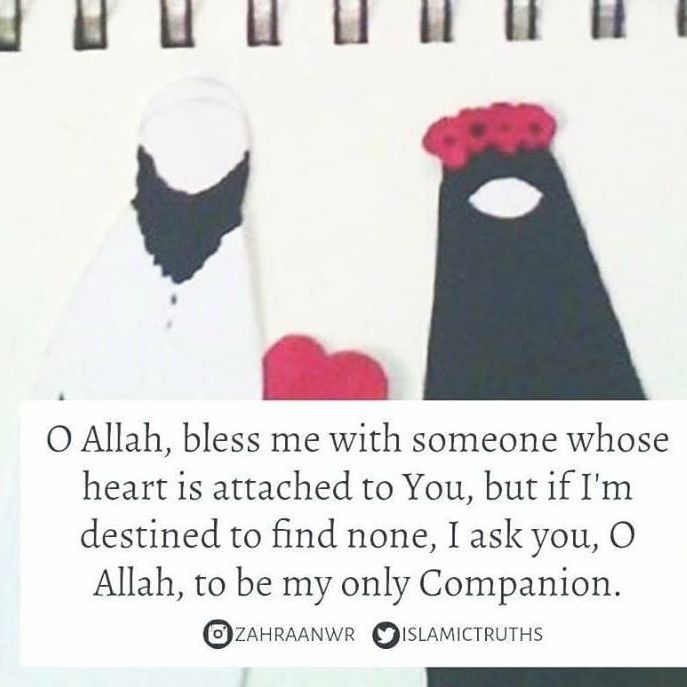 O Allah, bless me with someone whose
heart is attached to You, but if I'm
destined to find none, I ask you, O
Allah, to be my only Companion.
ZAHRAANWR ISLAMICTRUTHS